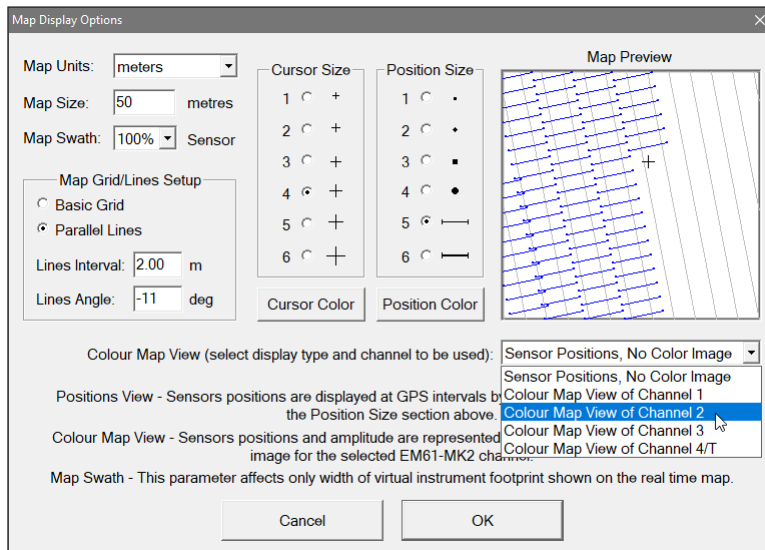 Map Display Options
Map Units: meters
Map Size: 50 metres
Map Swath: 100% Sensor
Map Grid/Lines Setup
Basic Grid
Parallel Lines
Lines Interval: 2.00 m
Lines Angle: -11 deg
Cursor Size
1
2
3
4
5
6
Cursor Color
Position Size
1
2
3
4
5
6
Position Color
Map Preview
Colour Map View (select display type and channel to be used): Sensor Positions, No Color Image
Sensor Positions, No Color Image
Colour Map View of Channel 1
Colour Map View of Channel 2
Colour Map View of Channel 3
Colour Map View of Channel 4/T
Positions View - Sensors positions are displayed at GPS intervals
the Position Size section above.
Colour Map View - Sensors positions and amplitude are represented
image for the selected EM61-MK2
Map Swath - This parameter affects only width of virtual instrument footprint shown on the real time map.
Cancel
OK